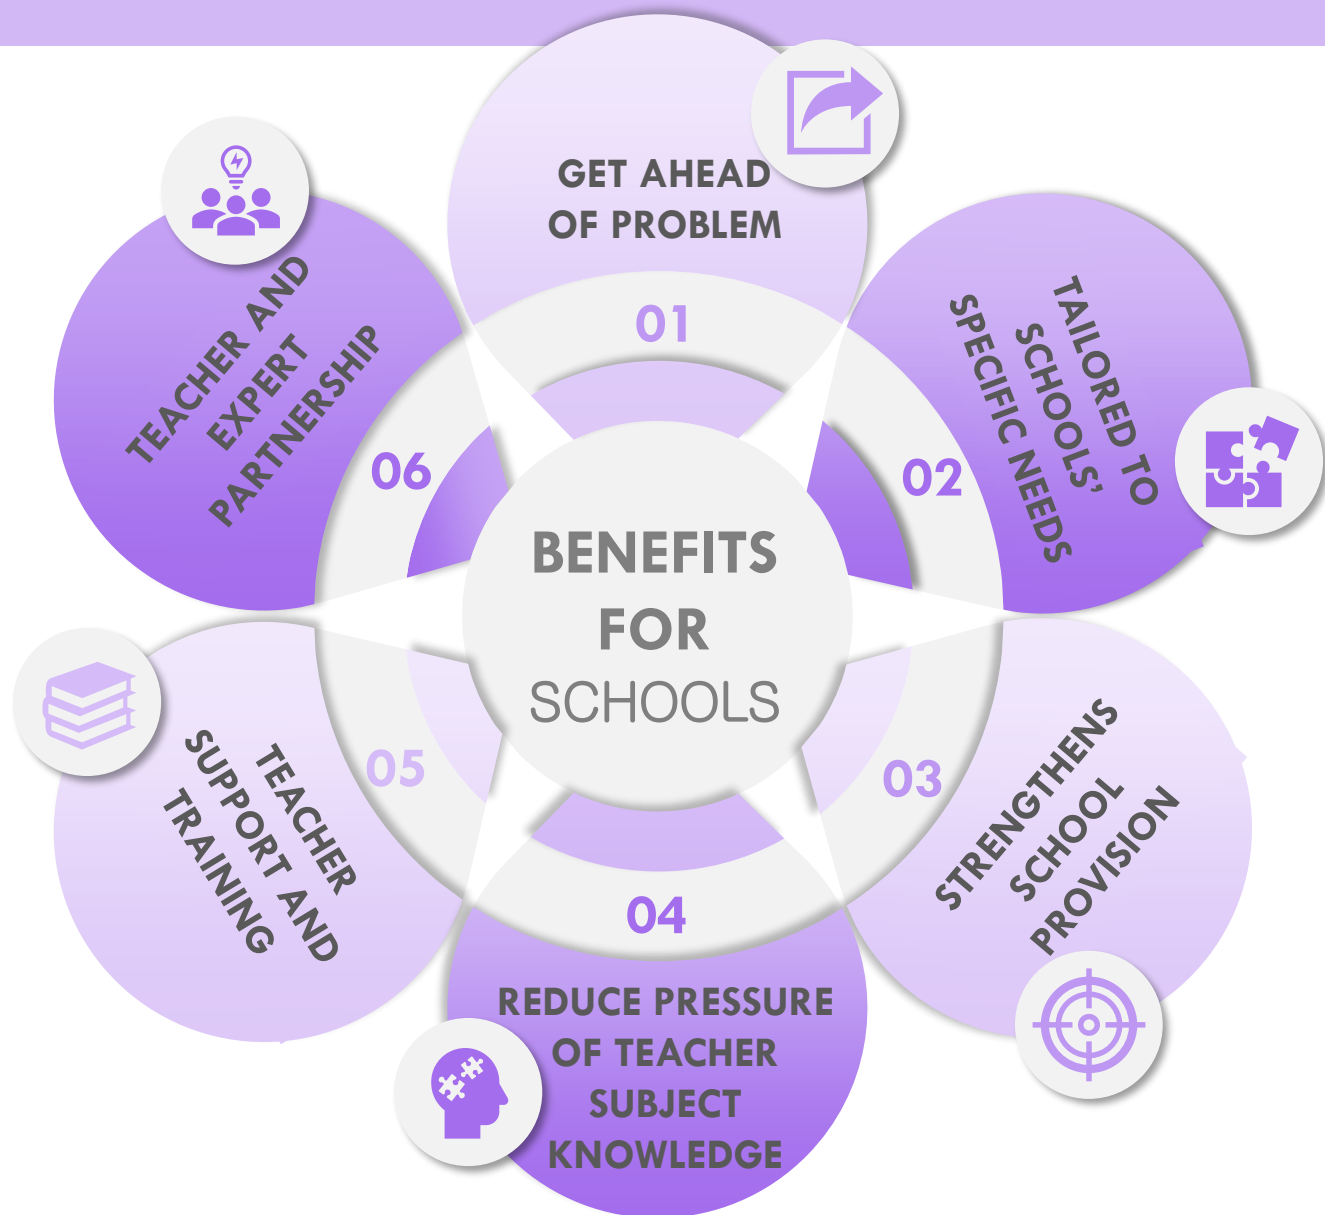 GET AHEAD
OF PROBLEM
01
TAILORED TO
SCHOOLS’
SPECIFIC NEEDS
02
STRENGTHENS
SCHOOL
PROVISION
03
REDUCE PRESSURE
OF TEACHER
SUBJECT
KNOWLEDGE
04
TEACHER
SUPPORT AND
TRAINING
05
TEACHER AND
EXPERT
PARTNERSHIP
06
BENEFITS
FOR
SCHOOLS